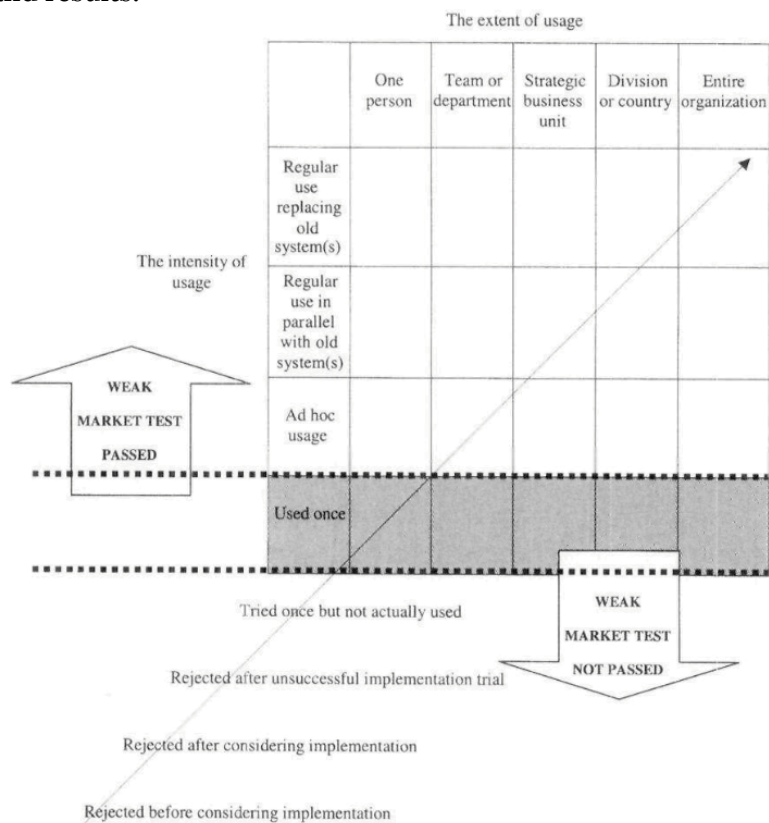 and results.
The extent of usage
One
person
Team or
department
Strategic
business
unit
Division
or country
Entire
organization
Regular
use
replacing
old
system(s)
The intensity of
usage
Regular
use in
parallel
with old
system(s)
WEAK
MARKET TEST
PASSED
Ad hoc
usage
Used once
Tried once but not actually used
WEAK
MARKET TEST
NOT PASSED
Rejected after unsuccessful implementation trial
Rejected after considering implementation
Rejected before considering implementation